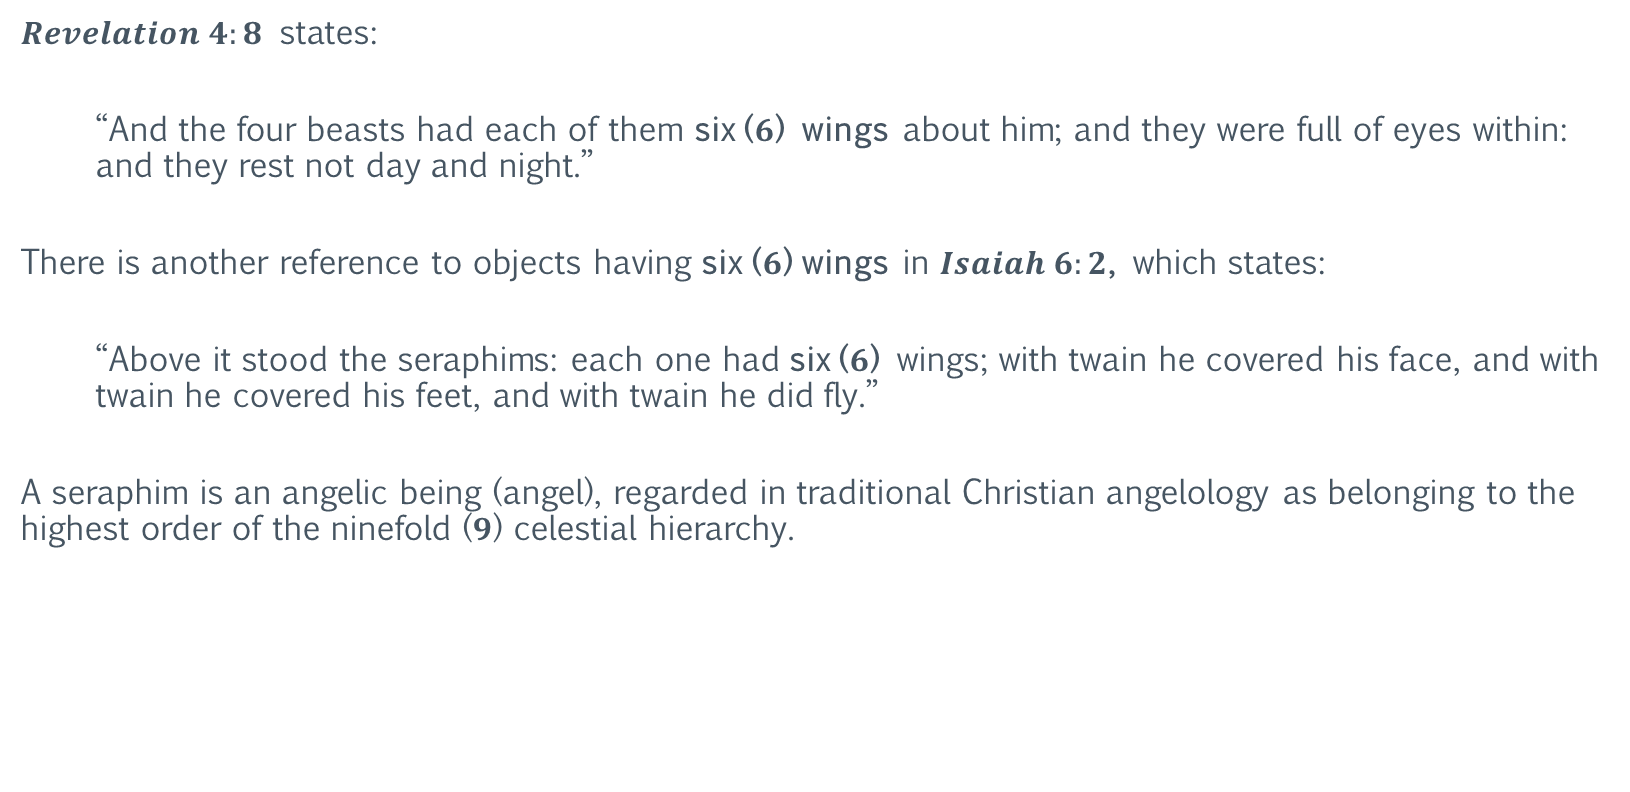 Revelation 4:8 states:
“And the four beasts had each of them six (6) wings about him; and they were full of eyes within:
and they rest not day and night.”
There is another reference to objects having six (6) wings in Isaiah 6:2, which states:
“Above it stood the seraphims: each one had six (6) wings; with twain he covered his face, and with
twain he covered his feet, and with twain he did fly.”
A seraphim is an angelic being (angel), regarded in traditional Christian angelology as belonging to the
highest order of the ninefold (9) celestial hierarchy.